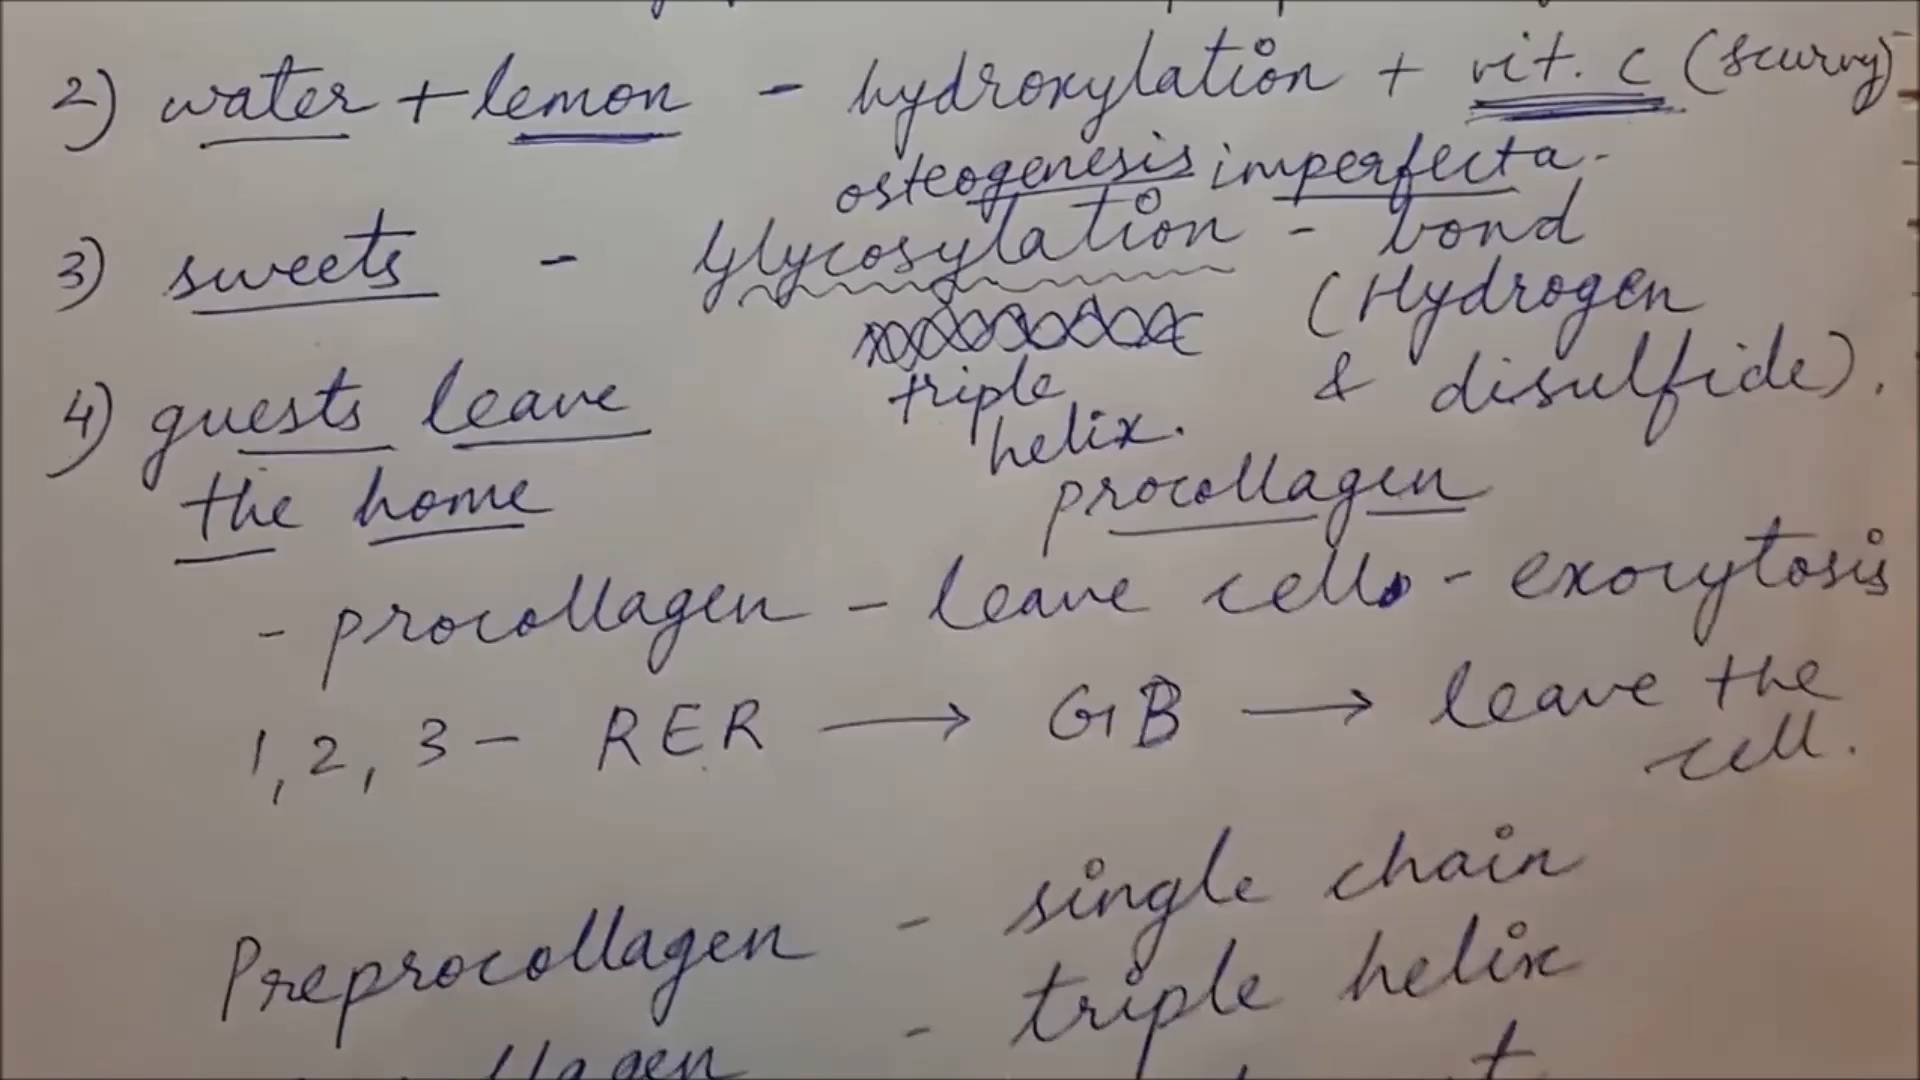 2) water + lemon - hydroxylation + vit. c (scurvy)
osteogenesis imperfecta -
3) sweets - Glycosylation - bond
(Hydrogen
& disulfide).
triple
helix.
4) guests leave
the home
procollagen
- procollagen - leave cell - exocytosis
1, 2, 3 - RER → GB → leave the
cell.
Preprocollagen - single chain
- triple helix